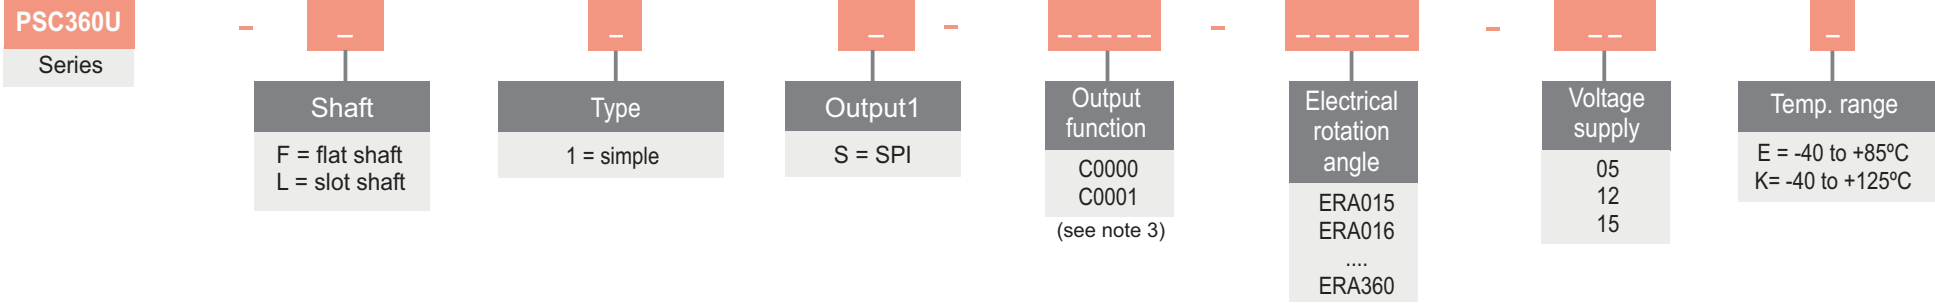 PSC360U - _ _ _ - _ _ _ _ _ - _ _ _ _ _ _ - _ _ _
Series
Shaft
F = flat shaft
L = slot shaft
Type
1 = simple
Output1
S = SPI
Output
function
C0000
C0001
(see note 3)
Electrical
rotation
angle
ERA015
ERA016
....
ERA360
Voltage
supply
05
12
15
Temp. range
E = -40 to +85ºC
K= -40 to +125ºC